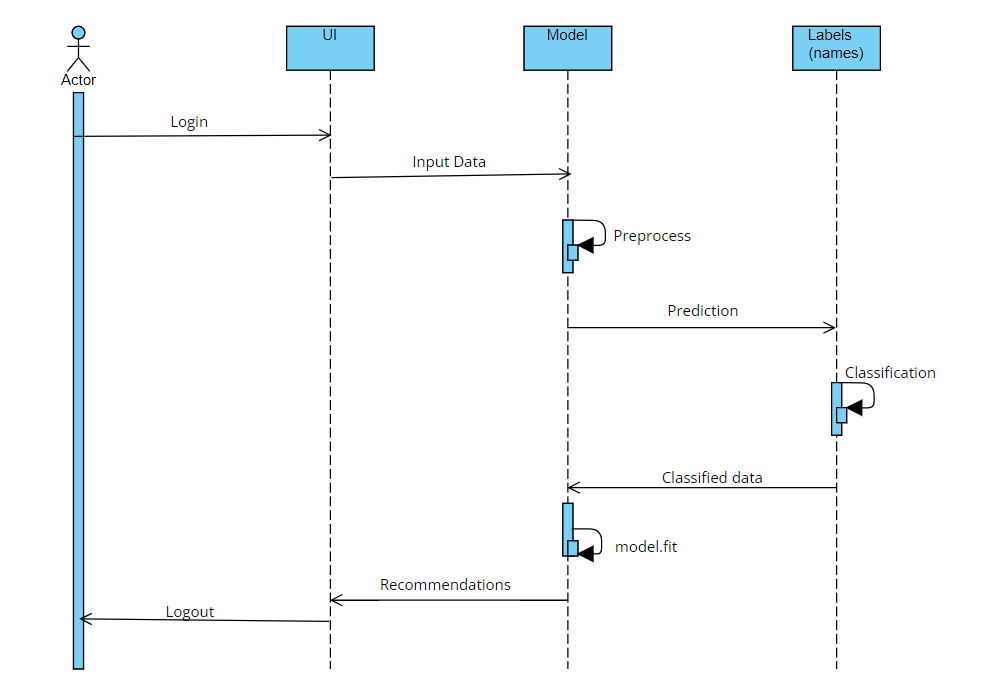 Actor
UI
Model
Labels
(names)
Login
Input Data
Preprocess
Prediction
Classification
Classified data
model.fit
Recommendations
Logout